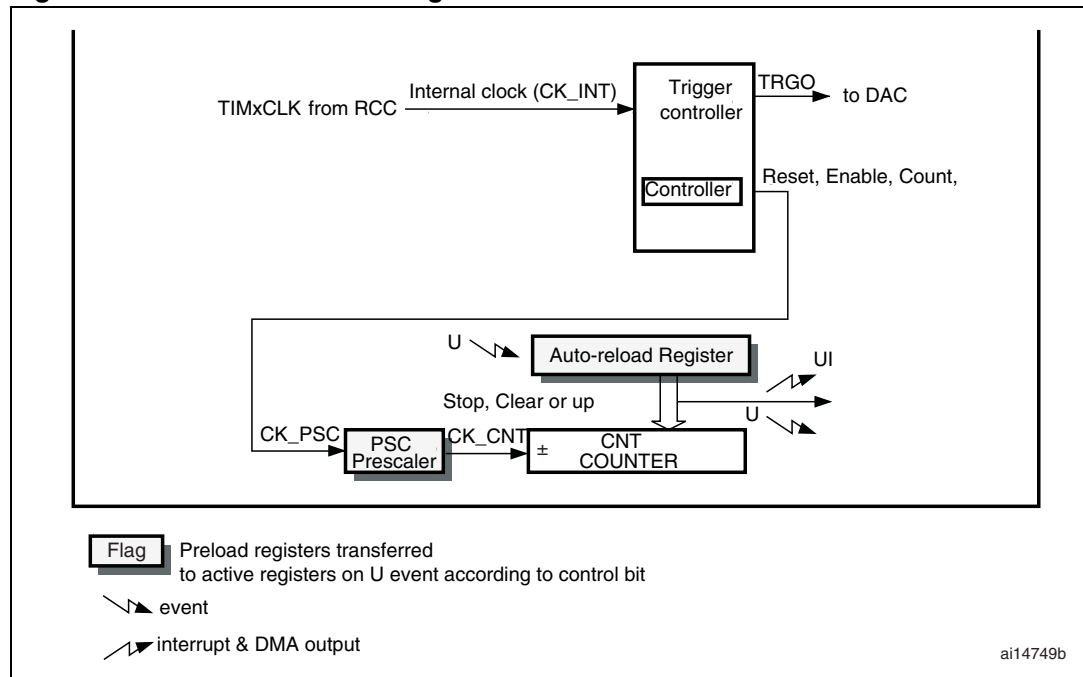 Internal clock (CK_INT)
TIMxCLK from RCC
Trigger
controller
TRGO
to DAC
Controller
Reset, Enable, Count,
U
Auto-reload Register
UI
Stop, Clear or up
U
CK_PSC
PSC
Prescaler
CK_CNT
±
CNT
COUNTER
Flag
Preload registers transferred
to active registers on U event according to control bit
event
interrupt & DMA output
ai14749b